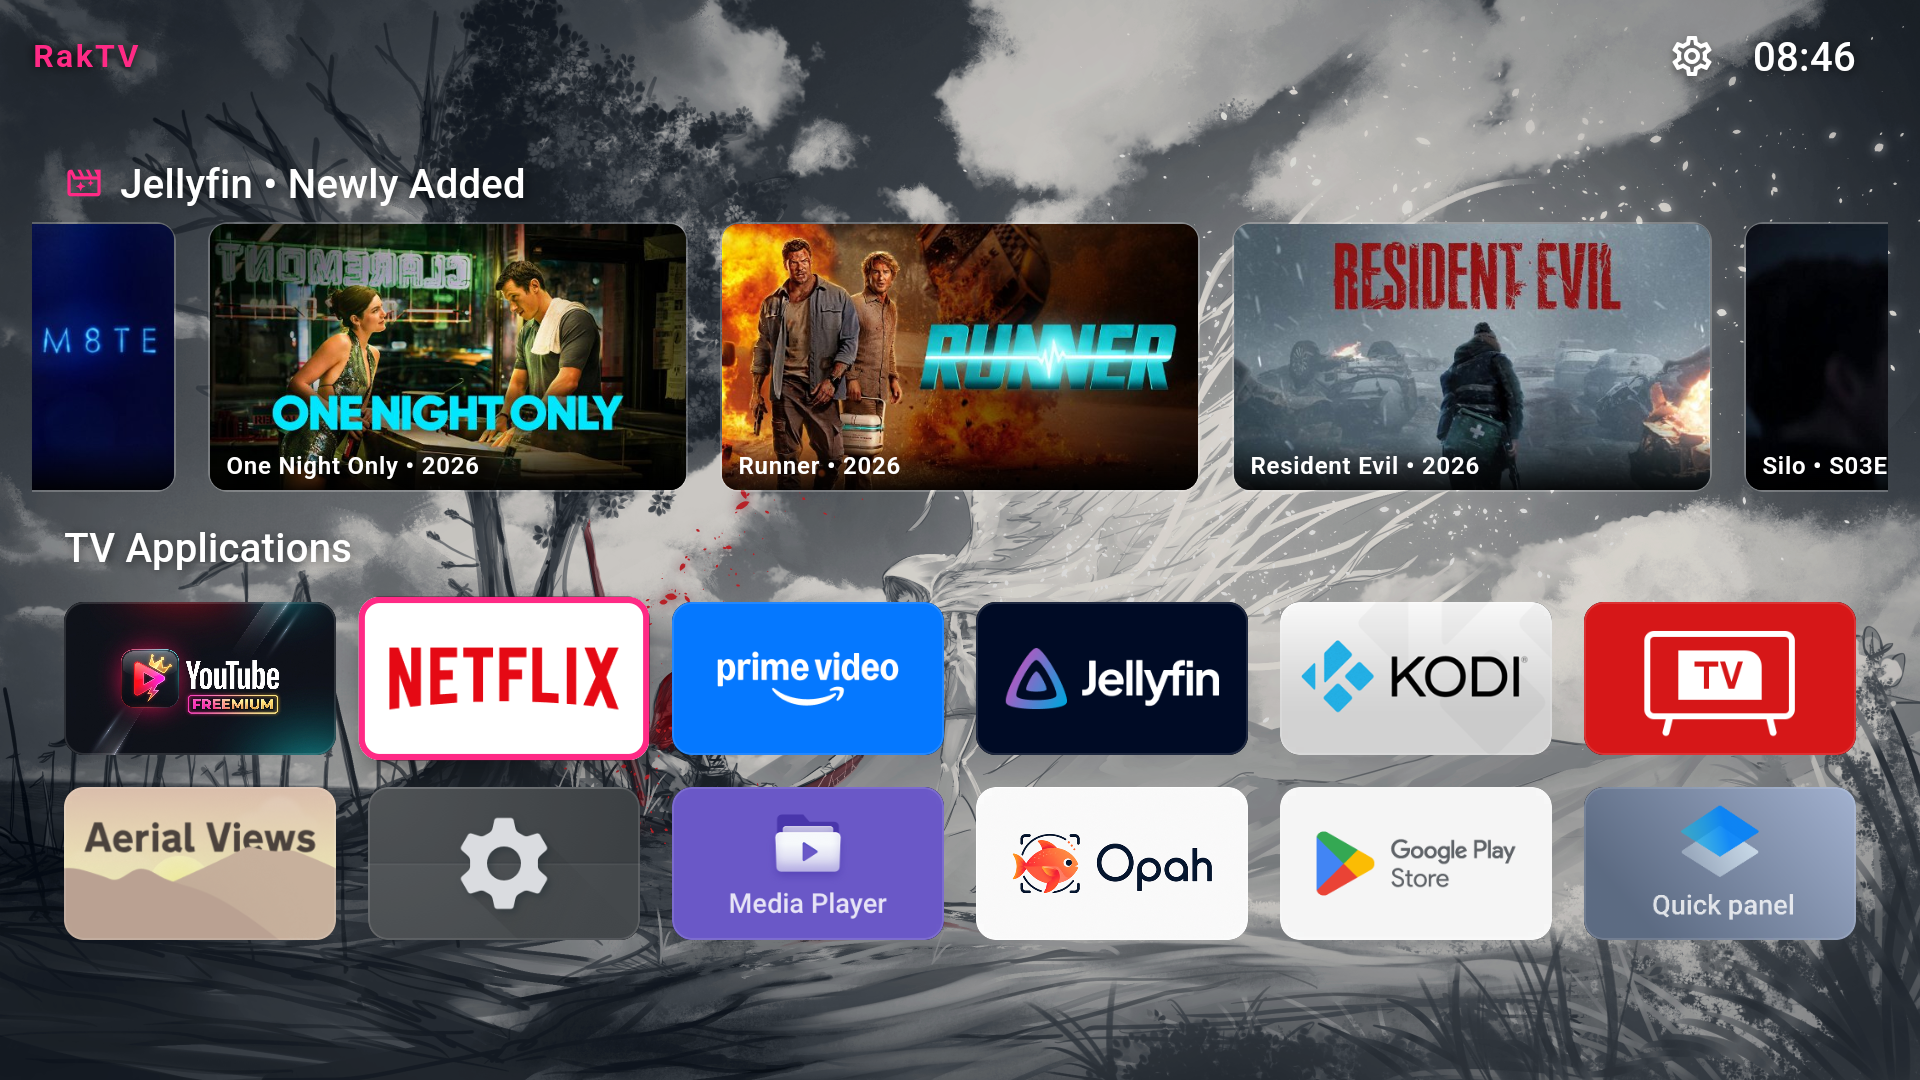 RakTV
08:46
Jellyfin • Newly Added
M8TE
CLAREMONT
ONE NIGHT ONLY
One Night Only • 2026
RUNNER
Runner • 2026
RESIDENT EVIL
Resident Evil • 2026
Silo • S03E
TV Applications
YouTube
FREEMIUM
NETFLIX
prime video
Jellyfin
KODI
TV
Aerial Views
Media Player
Opah
Google Play
Store
Quick panel